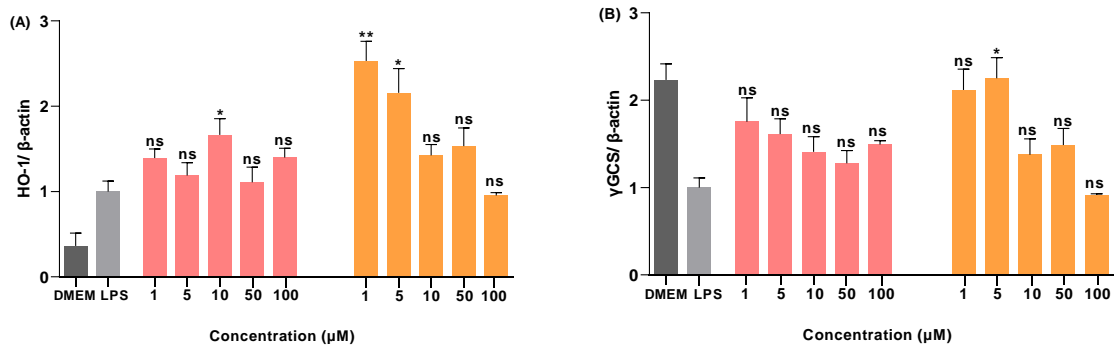 (A)
HO-1/ β-actin
3
2
1
0
ns
ns
*
ns
ns
**
*
ns
ns
ns
DMEM LPS 1 5 10 50 100 1 5 10 50 100
Concentration (µM)
(B)
γGCS/ β-actin
3
2
1
0
ns
ns
ns
ns
ns
ns
*
ns
ns
ns
DMEM LPS 1 5 10 50 100 1 5 10 50 100
Concentration (µM)